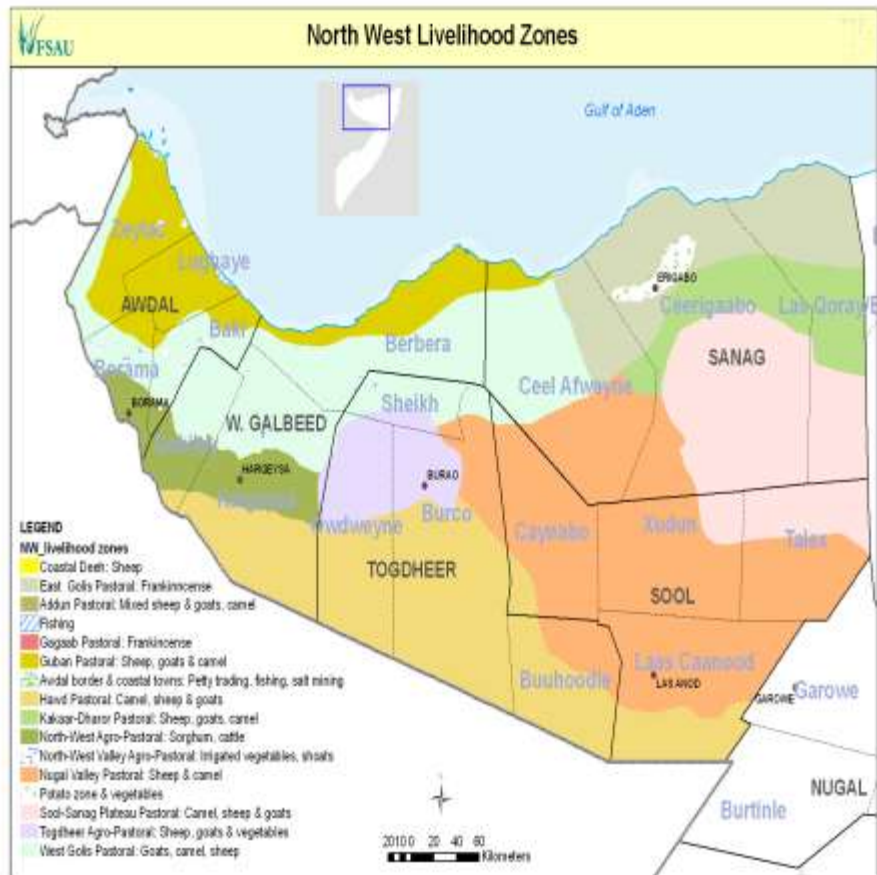 FSAU
North West Livelihood Zones
Gulf of Aden
Zeylac
Lughaye
AWDAL
Baki
Berbera
Borama
BORAMA
W. GALBEED
HARGEYSA
Sheikh
BURAO
Burco
Owdweyne
TOGDHEER
ERIGABO
Ceerigaabo
Las Qoray/B
SANAG
Ceel Afweyne
Caynabo
Xudun
Talex
SOOL
Laas Caanood
LAS ANOD
Buuhoodle
GAROWE
Garowe
NUGAL
Burtinle
LEGEND
NW_livelihood zones
Coastal Deeh: Sheep
East Golis Pastoral: Frankinncense
Addun Pastoral: Mixed sheep & goats, camel
Fishing
Gagaab Pastoral: Frankincense
Guban Pastoral: Sheep, goats & camel
Awdal border & coastal towns: Petty trading, fishing, salt mining
Hawd Pastoral: Camel, sheep & goats
Kakaar-Dharor Pastoral: Sheep, goats, camel
North-West Agro-Pastoral: Sorghum, cattle
North-West Valley Agro-Pastoral: Irrigated vegetables, shoats
Nugal Valley Pastoral: Sheep & camel
Potato zone & vegetables
Sool-Sanag Plateau Pastoral: Camel, sheep & goats
Togdheer Agro-Pastoral: Sheep, goats & vegetables
West Golis Pastoral: Goats, camel, sheep
20 10 0 20 40 60
Kilometers